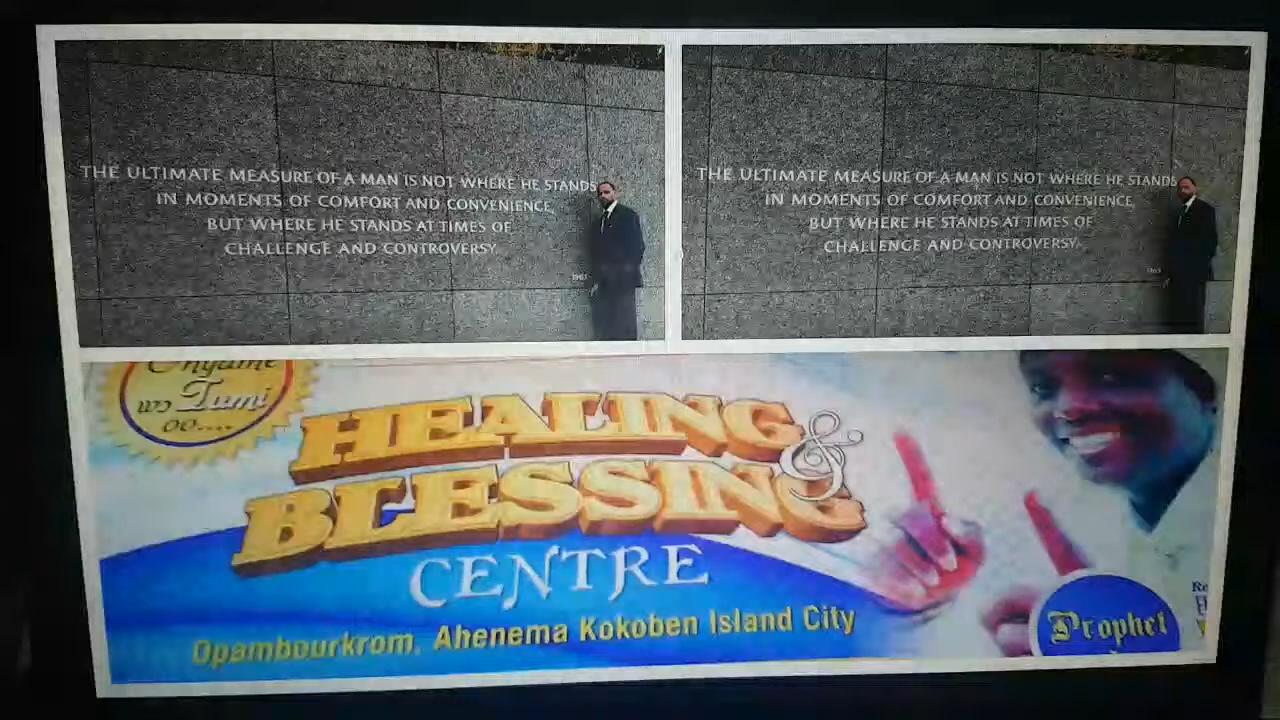 THE ULTIMATE MEASURE OF A MAN IS NOT WHERE HE STANDS
IN MOMENTS OF COMFORT AND CONVENIENCE,
BUT WHERE HE STANDS AT TIMES OF
CHALLENGE AND CONTROVERSY.
1963
THE ULTIMATE MEASURE OF A MAN IS NOT WHERE HE STANDS
IN MOMENTS OF COMFORT AND CONVENIENCE,
BUT WHERE HE STANDS AT TIMES OF
CHALLENGE AND CONTROVERSY.
1963
Onyame
wɔ Tumi
oo....
HEALING &
BLESSING
CENTRE
Opambourkrom, Ahenema Kokoben Island City
Prophet